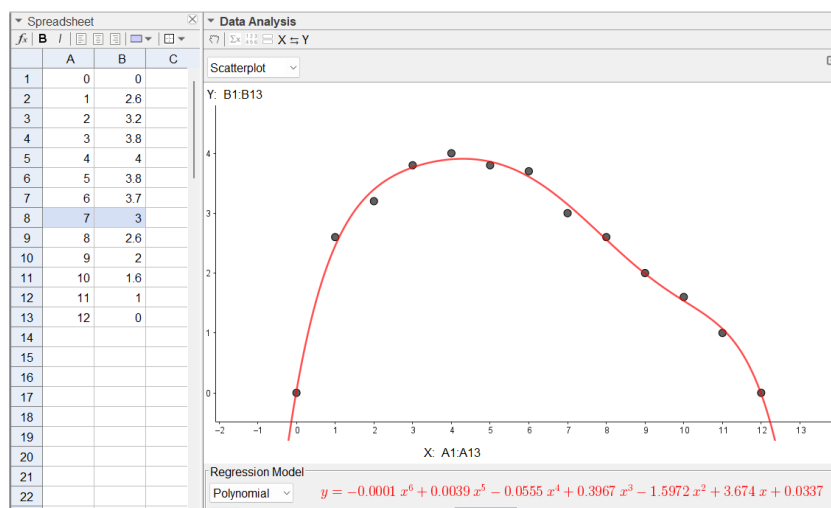 Spreadsheet
fx B I
A B C
1 0 0
2 1 2.6
3 2 3.2
4 3 3.8
5 4 4
6 5 3.8
7 6 3.7
8 7 3
9 8 2.6
10 9 2
11 10 1.6
12 11 1
13 12 0
14
15
16
17
18
19
20
21
22
Data Analysis
Σx 123 456 X ⇆ Y
Scatterplot
Y: B1:B13
4
3
2
1
0
−2 −1 0 1 2 3 4 5 6 7 8 9 10 11 12 13
X: A1:A13
Regression Model
Polynomial
y = −0.0001 x⁶ + 0.0039 x⁵ − 0.0555 x⁴ + 0.3967 x³ − 1.5972 x² + 3.674 x + 0.0337